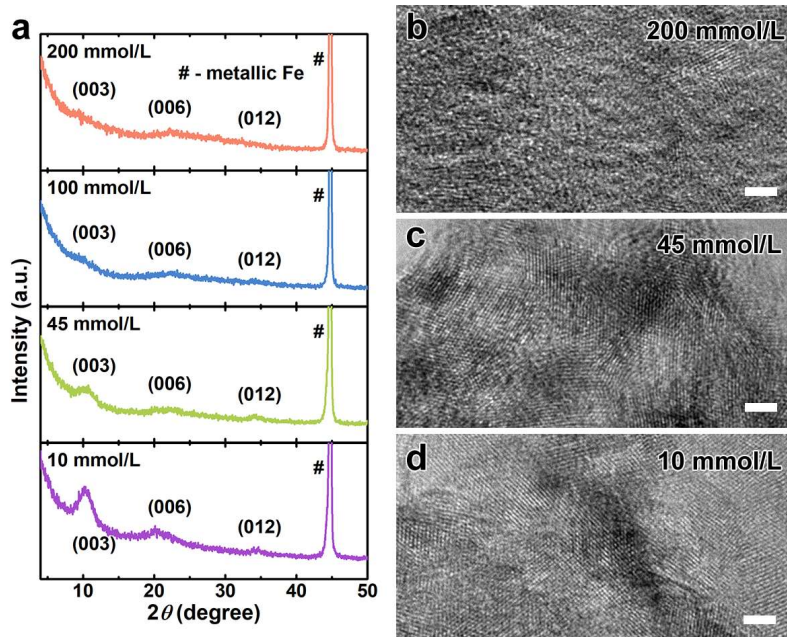 a
200 mmol/L
# - metallic Fe
#
(003)
(006)
(012)
100 mmol/L
#
(003)
(006)
(012)
45 mmol/L
#
(003)
(006)
(012)
10 mmol/L
#
(003)
(006)
(012)
Intensity (a.u.)
10
20
30
40
50
2θ (degree)
b
200 mmol/L
c
45 mmol/L
d
10 mmol/L